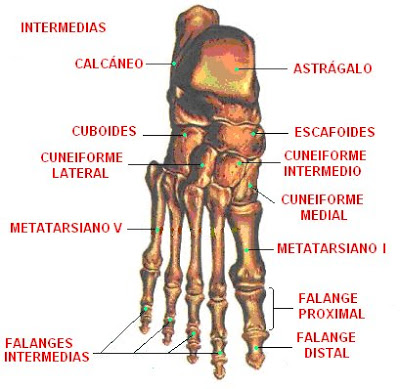 INTERMEDIAS
CALCÁNEO
ASTRÁGALO
CUBOIDES
ESCAFOIDES
CUNEIFORME
LATERAL
CUNEIFORME
INTERMEDIO
CUNEIFORME
MEDIAL
METATARSIANO V
METATARSIANO I
FALANGE
PROXIMAL
FALANGES
INTERMEDIAS
FALANGE
DISTAL